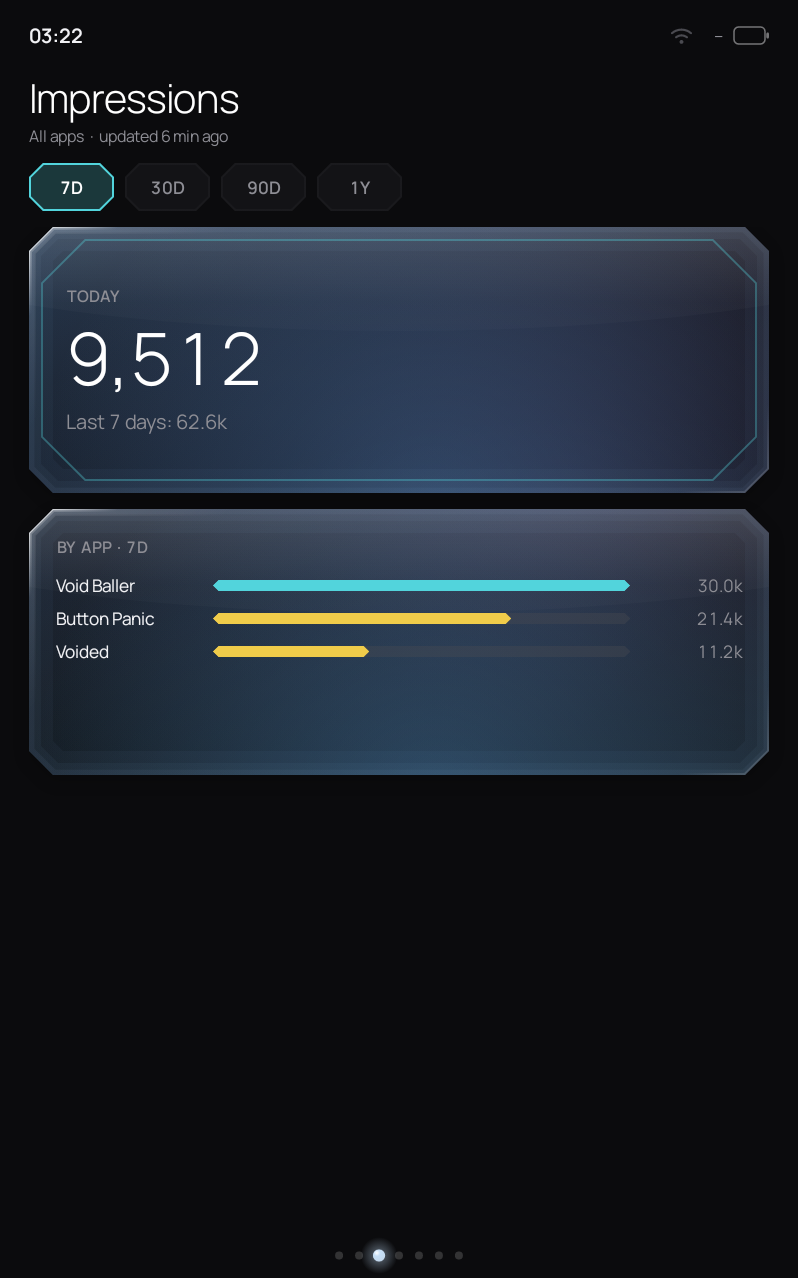 03:22 –
Impressions
All apps · updated 6 min ago
7D 30D 90D 1Y
TODAY
9,512
Last 7 days: 62.6k
BY APP · 7D
Void Baller 30.0k
Button Panic 21.4k
Voided 11.2k